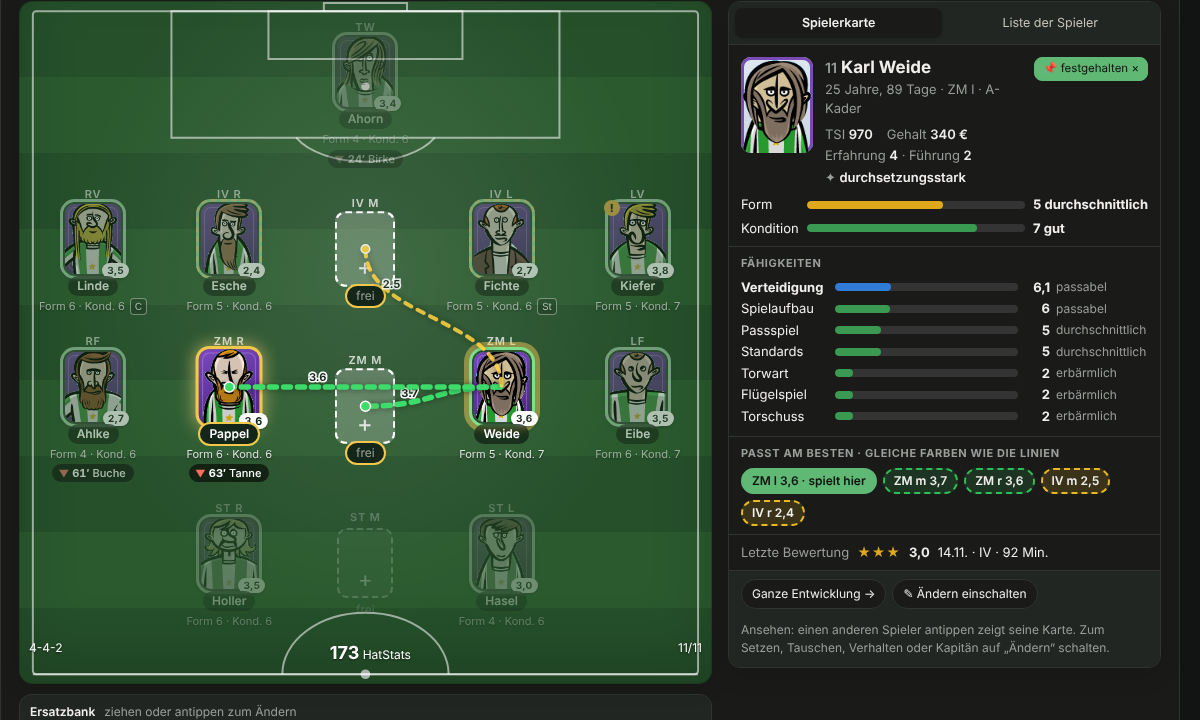 TW
3,4
Ahorn
Form 4 · Kond. 6
▼ 24' Birke
RV
IV R
IV M
IV L
LV
!
3,5
2,4
+
2.5
2,7
3,8
Linde
Esche
frei
Fichte
Kiefer
Form 6 · Kond. 6 C
Form 5 · Kond. 7
Form 5 · Kond. 6 St
Form 5 · Kond. 7
RF
ZM R
ZM M
ZM L
LF
3.6
3.7
2,7
3,6
+
3,6
3,5
Ahlke
Pappel
frei
Weide
Eibe
Form 4 · Kond. 6
Form 6 · Kond. 6
Form 5 · Kond. 7
Form 6 · Kond. 7
▼ 61' Buche
▼ 63' Tanne
ST R
ST M
ST L
3,5
+
3,0
Holler
frei
Hasel
Form 6 · Kond. 7
Form 4 · Kond. 6
4-4-2
173 HatStats
11/11
Ersatzbank ziehen oder antippen zum Ändern
Spielerkarte
Liste der Spieler
11 Karl Weide
📌 festgehalten ×
25 Jahre, 89 Tage · ZM l · A-
Kader
TSI 970 Gehalt 340 €
Erfahrung 4 · Führung 2
✦ durchsetzungsstark
Form 5 durchschnittlich
Kondition 7 gut
FÄHIGKEITEN
Verteidigung 6,1 passabel
Spielaufbau 6 passabel
Passspiel 5 durchschnittlich
Standards 5 durchschnittlich
Torwart 2 erbärmlich
Flügelspiel 2 erbärmlich
Torschuss 2 erbärmlich
PASST AM BESTEN · GLEICHE FARBEN WIE DIE LINIEN
ZM l 3,6 · spielt hier
ZM m 3,7
ZM r 3,6
IV m 2,5
IV r 2,4
Letzte Bewertung ★★★ 3,0 14.11. · IV · 92 Min.
Ganze Entwicklung →
✎ Ändern einschalten
Ansehen: einen anderen Spieler antippen zeigt seine Karte. Zum
Setzen, Tauschen, Verhalten oder Kapitän auf „Ändern“ schalten.